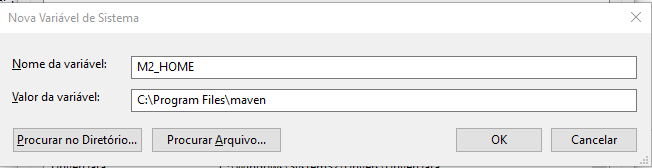 Nova Variável de Sistema
Nome da variável: M2_HOME
Valor da variável: C:\Program Files\maven
Procurar no Diretório... Procurar Arquivo... OK Cancelar